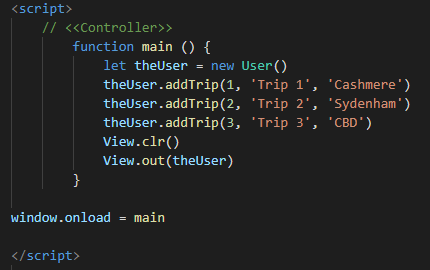 <script>
// <<Controller>>
function main () {
let theUser = new User()
theUser.addTrip(1, 'Trip 1', 'Cashmere')
theUser.addTrip(2, 'Trip 2', 'Sydenham')
theUser.addTrip(3, 'Trip 3', 'CBD')
View.clr()
View.out(theUser)
}
window.onload = main
</script>